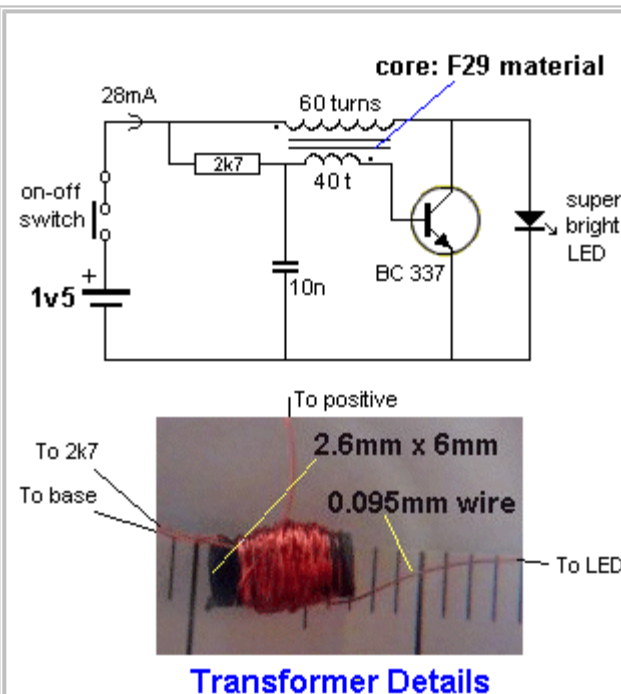 core: F29 material
28mA
60 turns
2k7
40 t
on-off
switch
super
bright
LED
+
1v5
10n
BC 337
To positive
To 2k7
2.6mm x 6mm
To base
0.095mm wire
To LED
Transformer Details